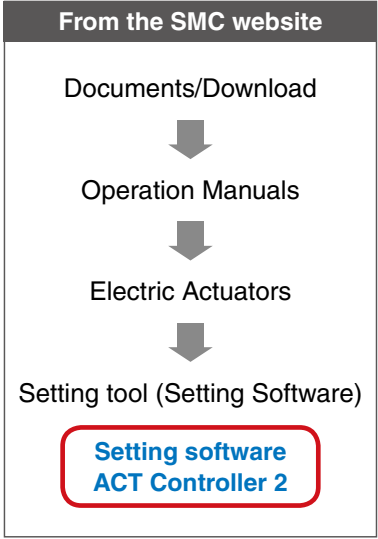 From the SMC website
Documents/Download
Operation Manuals
Electric Actuators
Setting tool (Setting Software)
Setting software
ACT Controller 2